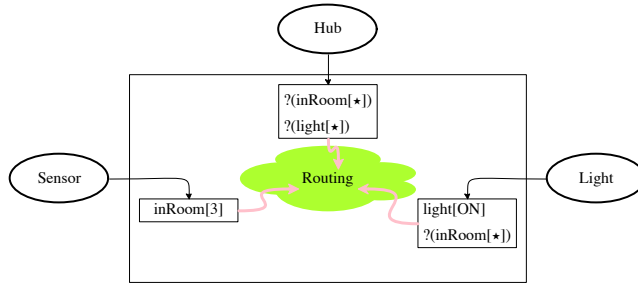 Hub
?(inRoom[⋆])
?(light[⋆])
Sensor
Routing
Light
inRoom[3]
light[ON]
?(inRoom[⋆])